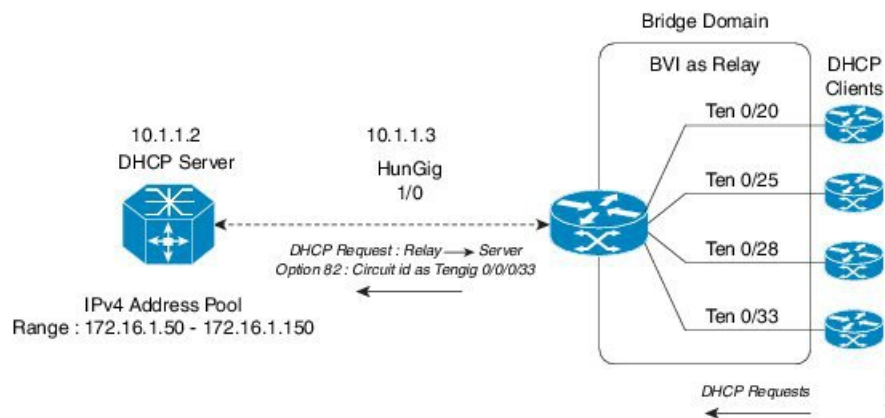 Bridge Domain
BVI as Relay
DHCP
Clients
Ten 0/20
10.1.1.2
DHCP Server
10.1.1.3
HunGig
1/0
Ten 0/25
DHCP Request : Relay → Server
Option 82 : Circuit id as Tengig 0/0/0/33
Ten 0/28
IPv4 Address Pool
Range : 172.16.1.50 - 172.16.1.150
Ten 0/33
DHCP Requests